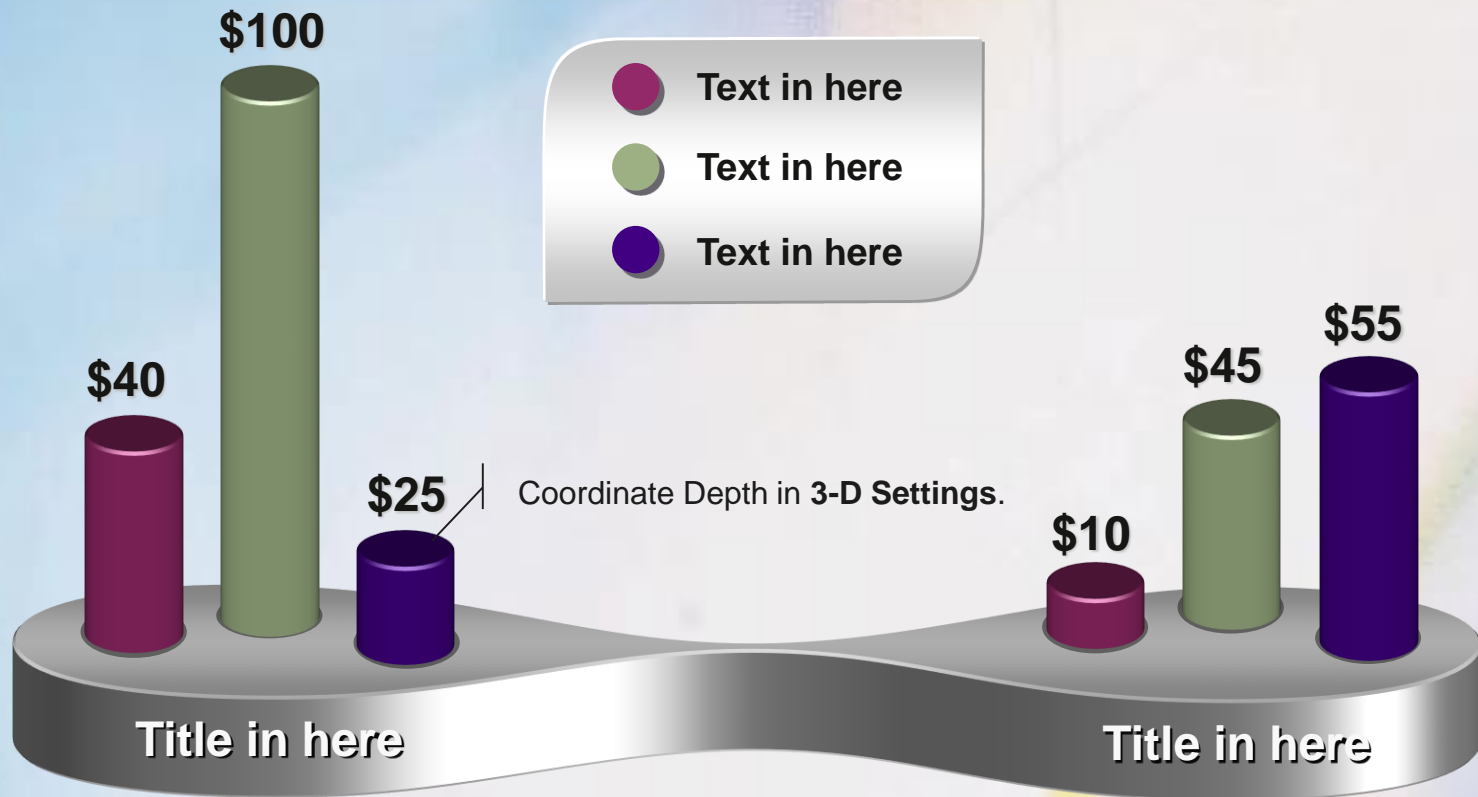 $100
Text in here
Text in here
Text in here
$55
$45
$40
$25
Coordinate Depth in 3-D Settings.
$10
Title in here
Title in here